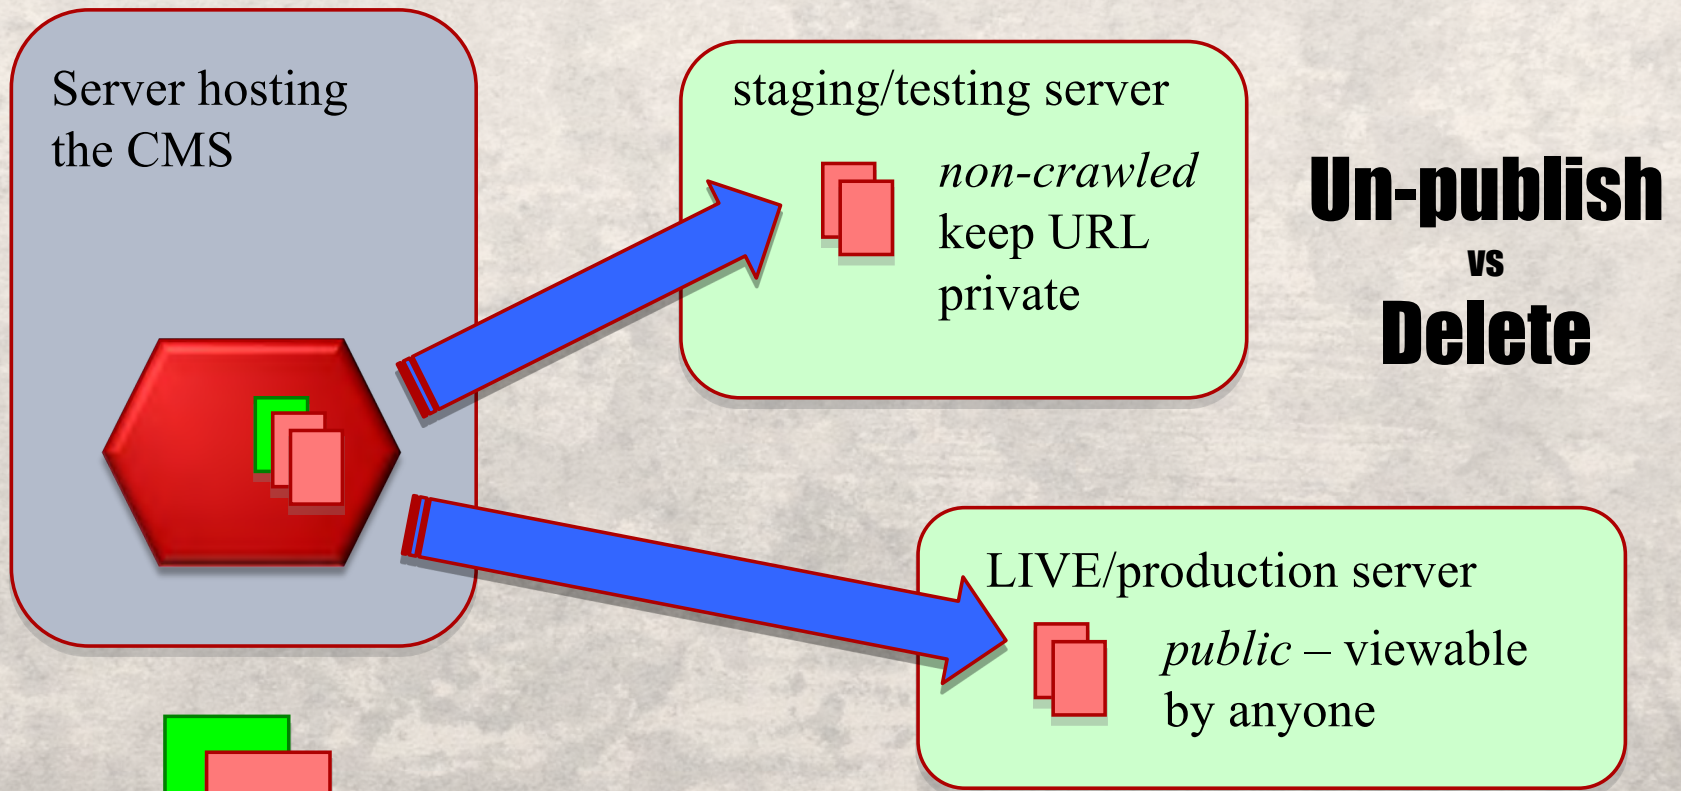 Server hosting
the CMS
staging/testing server
non-crawled
keep URL
private
Un-publish
vs
Delete
LIVE/production server
public – viewable
by anyone